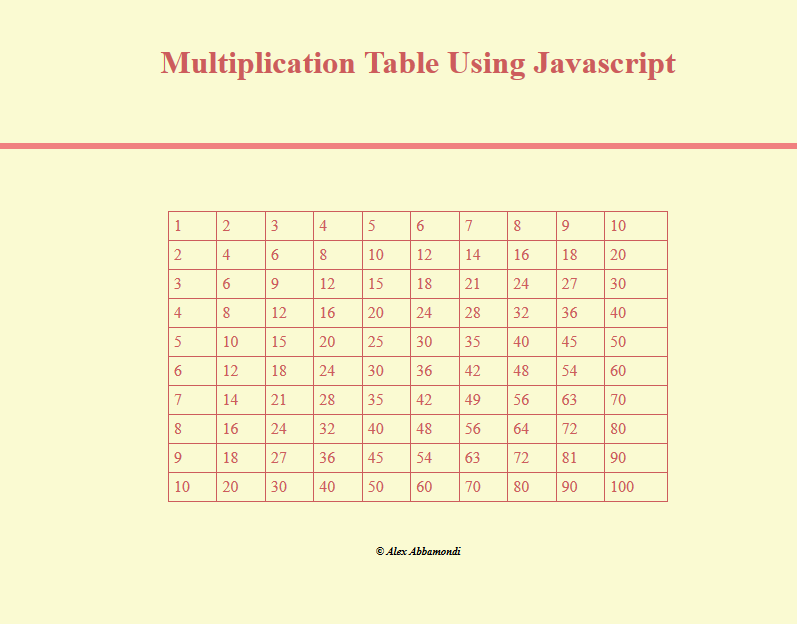 Multiplication Table Using Javascript
1 2 3 4 5 6 7 8 9 10
2 4 6 8 10 12 14 16 18 20
3 6 9 12 15 18 21 24 27 30
4 8 12 16 20 24 28 32 36 40
5 10 15 20 25 30 35 40 45 50
6 12 18 24 30 36 42 48 54 60
7 14 21 28 35 42 49 56 63 70
8 16 24 32 40 48 56 64 72 80
9 18 27 36 45 54 63 72 81 90
10 20 30 40 50 60 70 80 90 100
© Alex Abbamondi